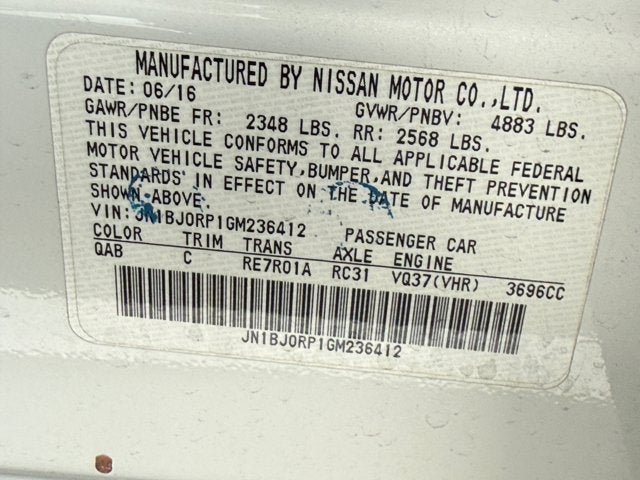 MANUFACTURED BY NISSAN MOTOR CO.,LTD.
DATE: 06/16 GVWR/PNBV: 4883 LBS.
GAWR/PNBE FR: 2348 LBS. RR: 2568 LBS.
THIS VEHICLE CONFORMS TO ALL APPLICABLE FEDERAL
MOTOR VEHICLE SAFETY,BUMPER,AND THEFT PREVENTION
STANDARDS IN EFFECT ON THE DATE OF MANUFACTURE
SHOWN ABOVE.
VIN: JN1BJ0RP1GM236412 PASSENGER CAR
COLOR TRIM TRANS AXLE ENGINE
QAB C RE7R01A RC31 VQ37(VHR) 3696CC
JN1BJ0RP1GM236412